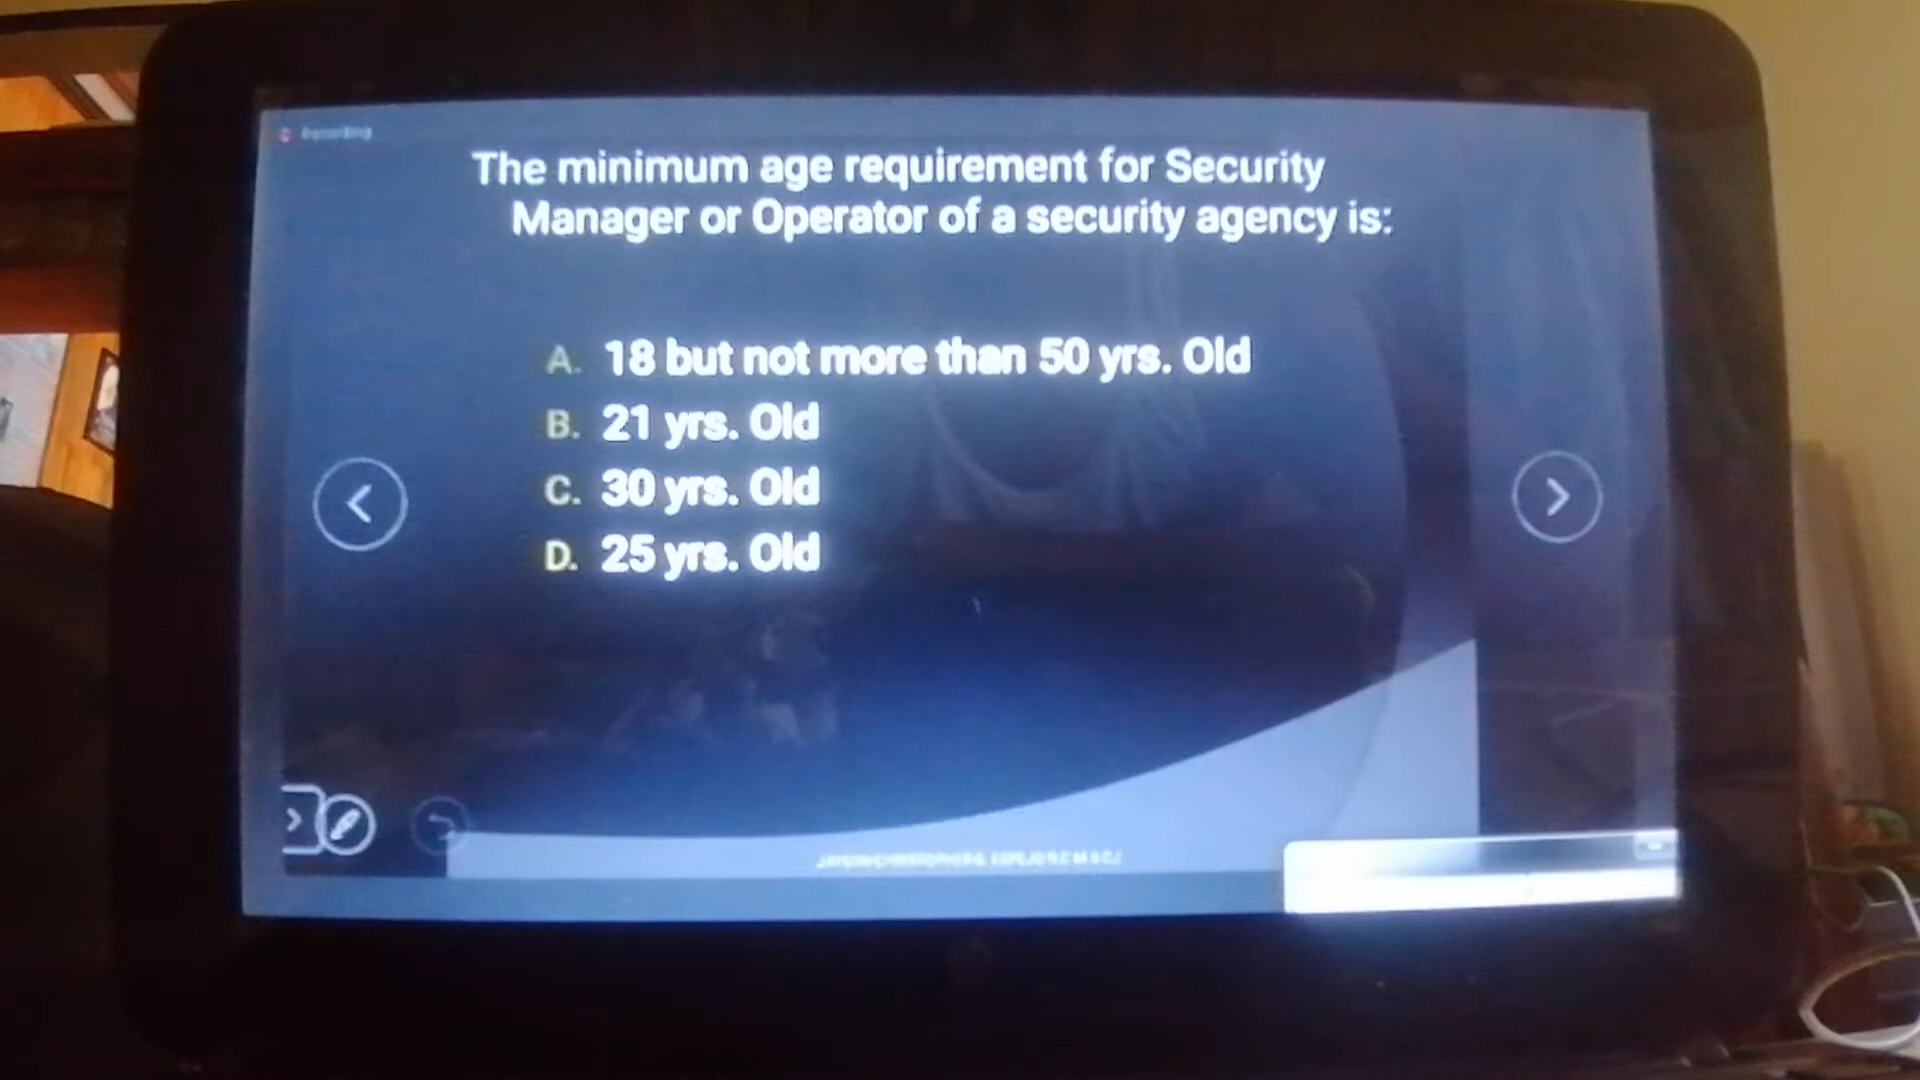 Recording
The minimum age requirement for Security
Manager or Operator of a security agency is:
A. 18 but not more than 50 yrs. Old
B. 21 yrs. Old
C. 30 yrs. Old
D. 25 yrs. Old